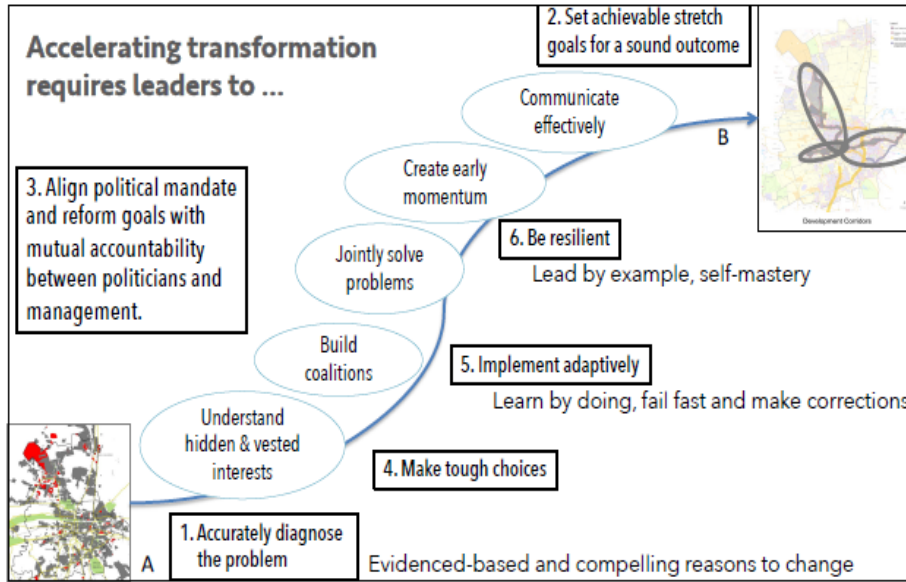 Accelerating transformation
requires leaders to ...
2. Set achievable stretch
goals for a sound outcome
Communicate
effectively
B
Development Corridors
Create early
momentum
3. Align political mandate
and reform goals with
mutual accountability
between politicians and
management.
Jointly solve
problems
6. Be resilient
Lead by example, self-mastery
Build
coalitions
5. Implement adaptively
Learn by doing, fail fast and make corrections
Understand
hidden & vested
interests
4. Make tough choices
A
1. Accurately diagnose
the problem
Evidenced-based and compelling reasons to change